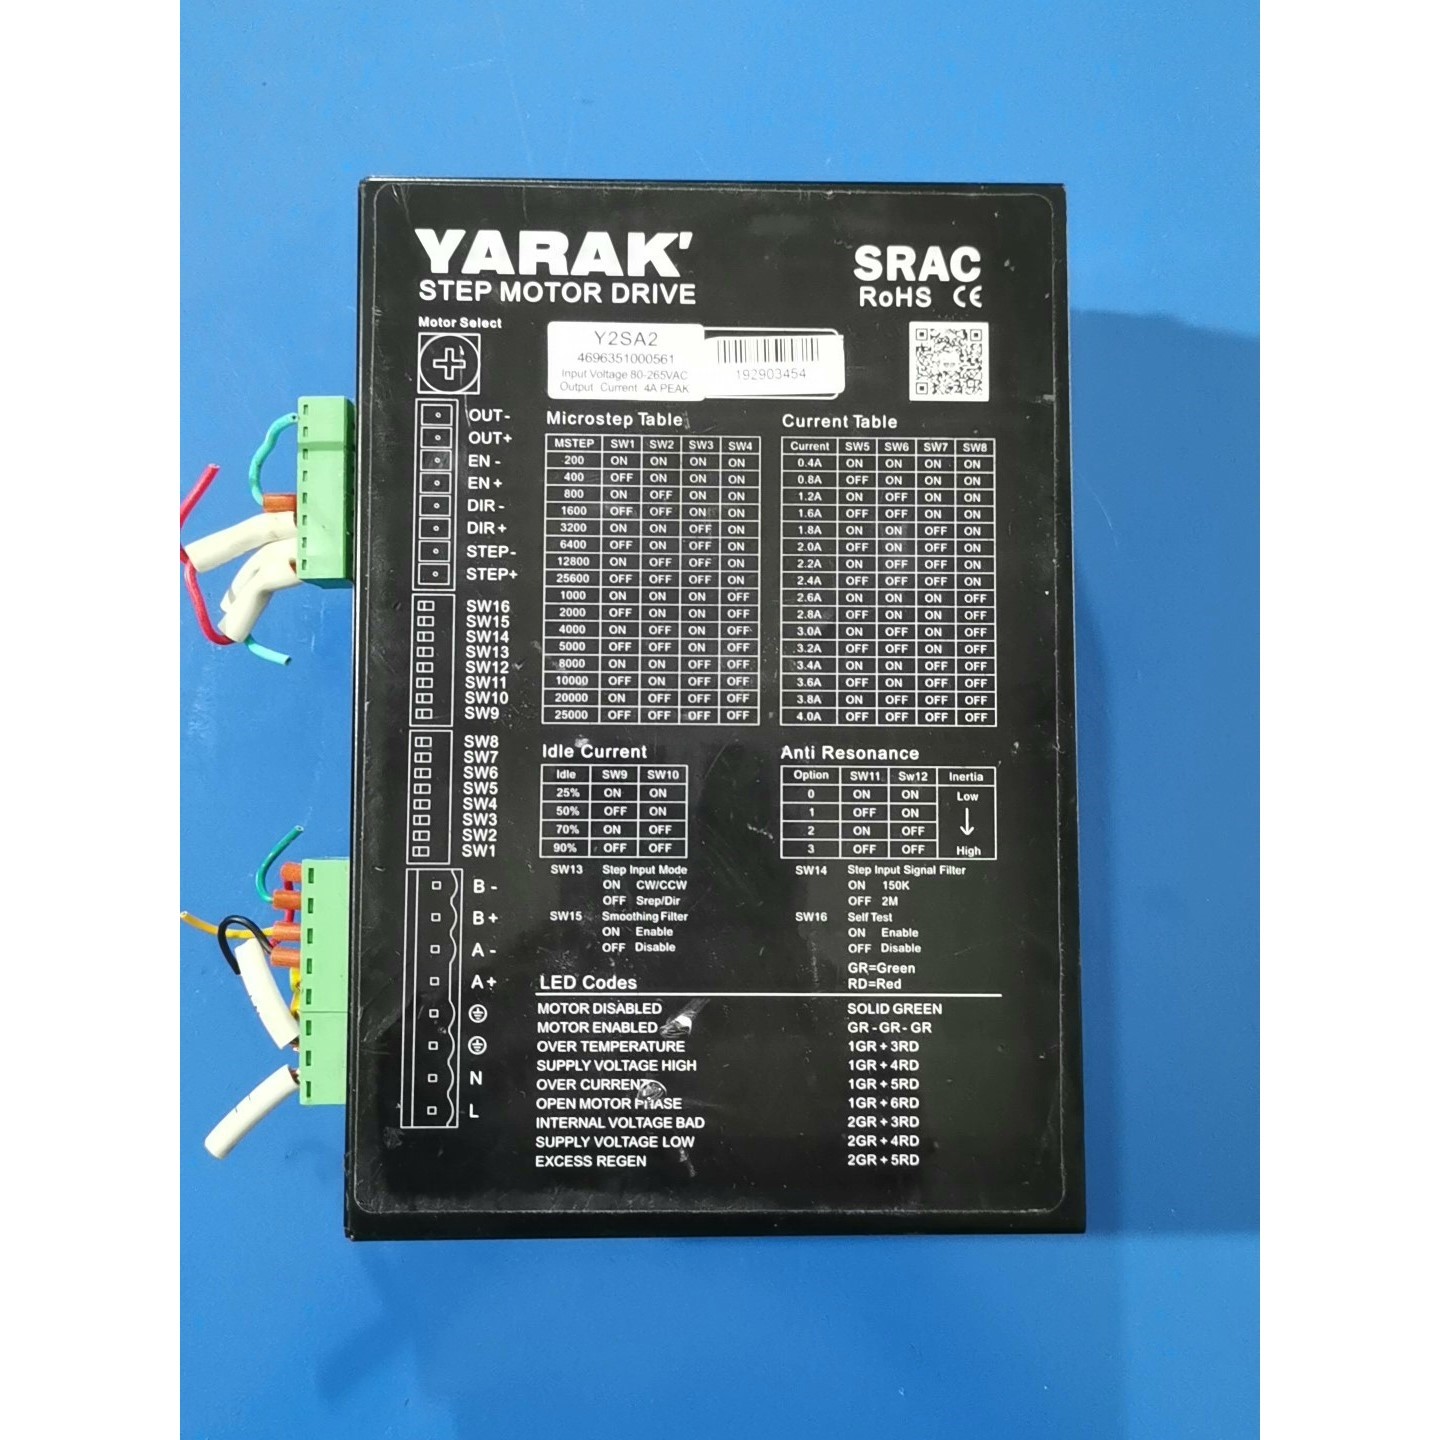 YARAK'
STEP MOTOR DRIVE
SRAC
RoHS CE
Motor Select
Y2SA2
4696351000561
Input Voltage 80-265VAC
Output Current 4A PEAK
192903454
OUT-
OUT+
EN -
EN +
DIR -
DIR +
STEP-
STEP+
SW16
SW15
SW14
SW13
SW12
SW11
SW10
SW9
SW8
SW7
SW6
SW5
SW4
SW3
SW2
SW1
B -
B +
A -
A +
N
L
Microstep Table
MSTEP SW1 SW2 SW3 SW4
200 ON ON ON ON
400 OFF ON ON ON
800 ON OFF ON ON
1600 OFF OFF ON ON
3200 ON ON OFF ON
6400 OFF ON OFF ON
12800 ON OFF OFF ON
25600 OFF OFF OFF ON
1000 ON ON ON OFF
2000 OFF ON ON OFF
4000 ON OFF ON OFF
5000 OFF OFF ON OFF
8000 ON ON OFF OFF
10000 OFF ON OFF OFF
20000 ON OFF OFF OFF
25000 OFF OFF OFF OFF
Current Table
Current SW5 SW6 SW7 SW8
0.4A ON ON ON ON
0.8A OFF ON ON ON
1.2A ON OFF ON ON
1.6A OFF OFF ON ON
1.8A ON ON OFF ON
2.0A OFF ON OFF ON
2.2A ON OFF OFF ON
2.4A OFF OFF OFF ON
2.6A ON ON ON OFF
2.8A OFF ON ON OFF
3.0A ON OFF ON OFF
3.2A OFF OFF ON OFF
3.4A ON ON OFF OFF
3.6A OFF ON OFF OFF
3.8A ON OFF OFF OFF
4.0A OFF OFF OFF OFF
Idle Current
Idle SW9 SW10
25% ON ON
50% OFF ON
70% ON OFF
90% OFF OFF
Anti Resonance
Option SW11 Sw12 Inertia
0 ON ON Low
1 OFF ON
2 ON OFF
3 OFF OFF High
SW13 Step Input Mode
ON CW/CCW
OFF Srep/Dir
SW15 Smoothing Filter
ON Enable
OFF Disable
SW14 Step Input Signal Filter
ON 150K
OFF 2M
SW16 Self Test
ON Enable
OFF Disable
GR=Green
RD=Red
LED Codes
MOTOR DISABLED SOLID GREEN
MOTOR ENABLED GR - GR - GR
OVER TEMPERATURE 1GR + 3RD
SUPPLY VOLTAGE HIGH 1GR + 4RD
OVER CURRENT 1GR + 5RD
OPEN MOTOR PHASE 1GR + 6RD
INTERNAL VOLTAGE BAD 2GR + 3RD
SUPPLY VOLTAGE LOW 2GR + 4RD
EXCESS REGEN 2GR + 5RD